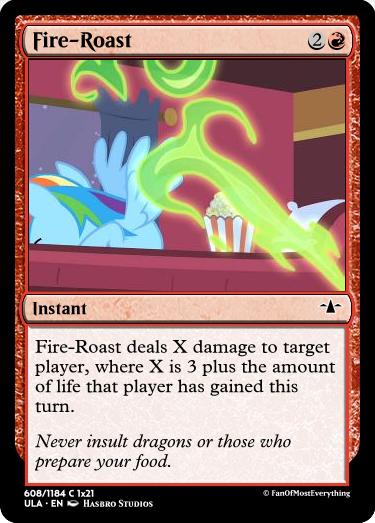 Fire-Roast 2
Instant
Fire-Roast deals X damage to target
player, where X is 3 plus the amount
of life that player has gained this
turn.
Never insult dragons or those who
prepare your food.
608/1184 C 1x21
ULA • EN Hasbro Studios
© FanOfMostEverything